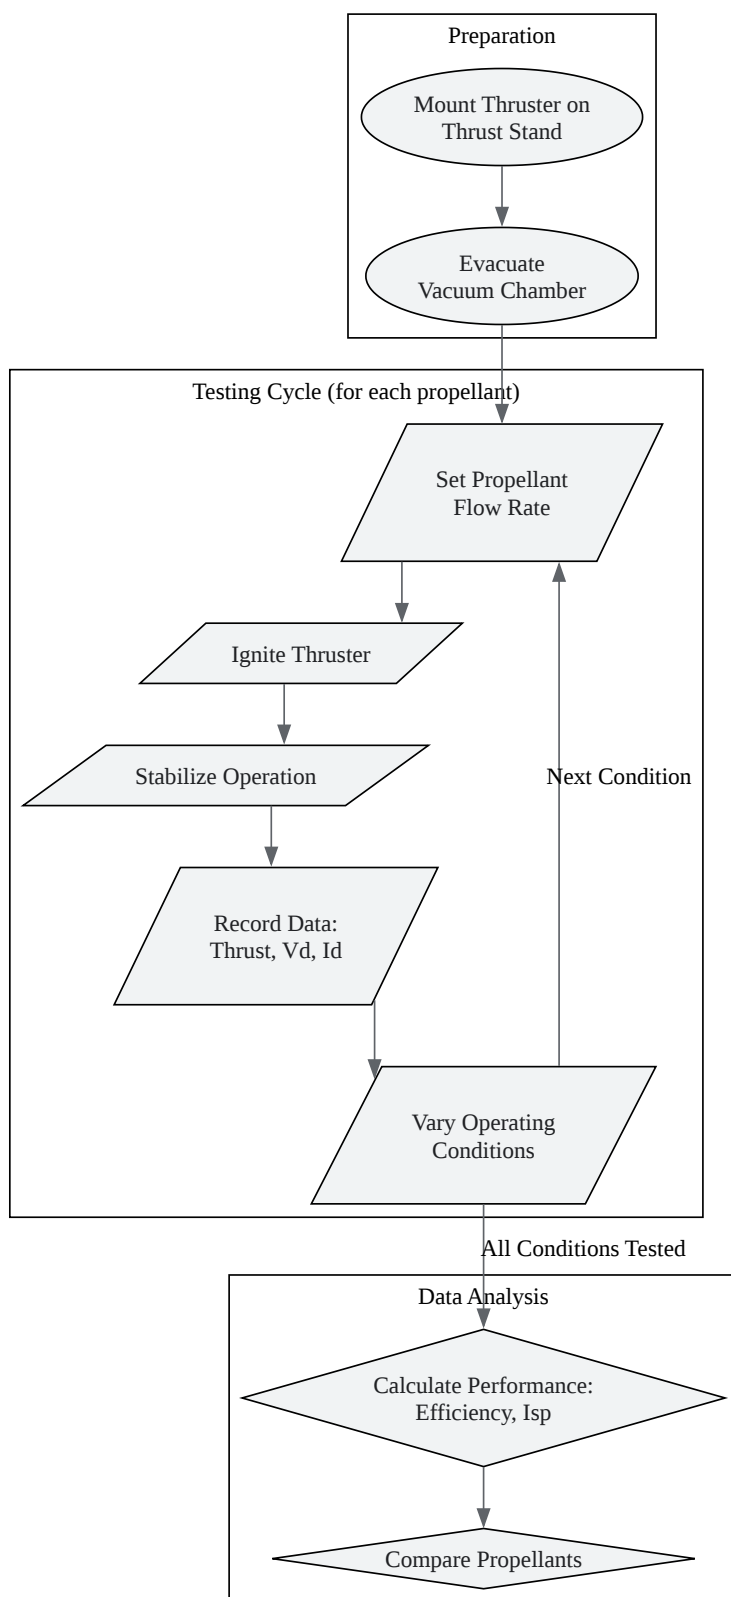 Preparation
Mount Thruster on
Thrust Stand
Evacuate
Vacuum Chamber
Testing Cycle (for each propellant)
Set Propellant
Flow Rate
Ignite Thruster
Stabilize Operation
Next Condition
Record Data:
Thrust, Vd, Id
Vary Operating
Conditions
All Conditions Tested
Data Analysis
Calculate Performance:
Efficiency, Isp
Compare Propellants